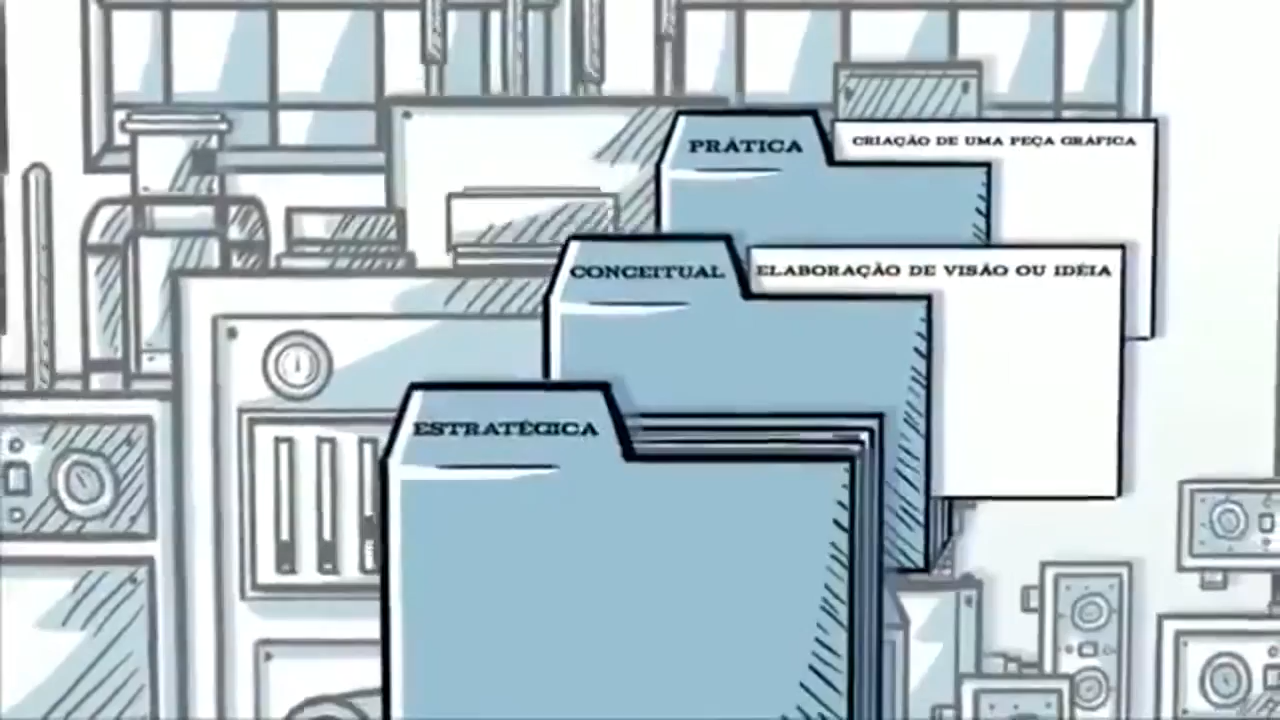 PRÁTICA
CRIAÇÃO DE UMA PEÇA GRÁFICA
CONCEITUAL
ELABORAÇÃO DE VISÃO OU IDÉIA
ESTRATÉGICA